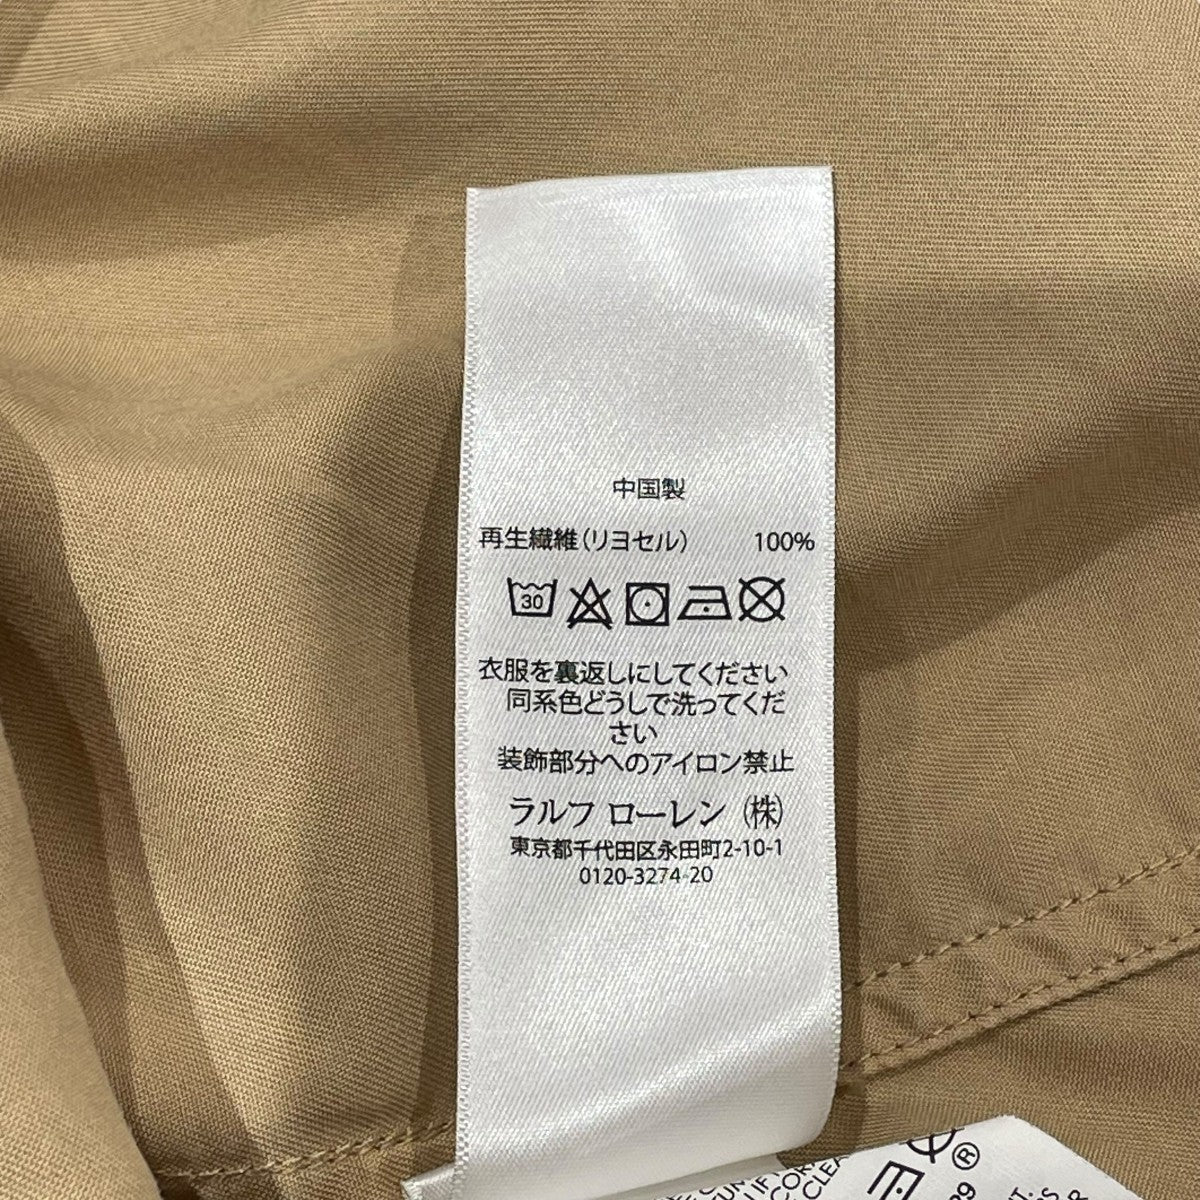 中国製
再生繊維(リヨセル) 100%
30
衣服を裏返しにしてください
同系色どうしで洗ってくだ
さい
装飾部分へのアイロン禁止
ラルフ ローレン (株)
東京都千代田区永田町2-10-1
0120-3274-20